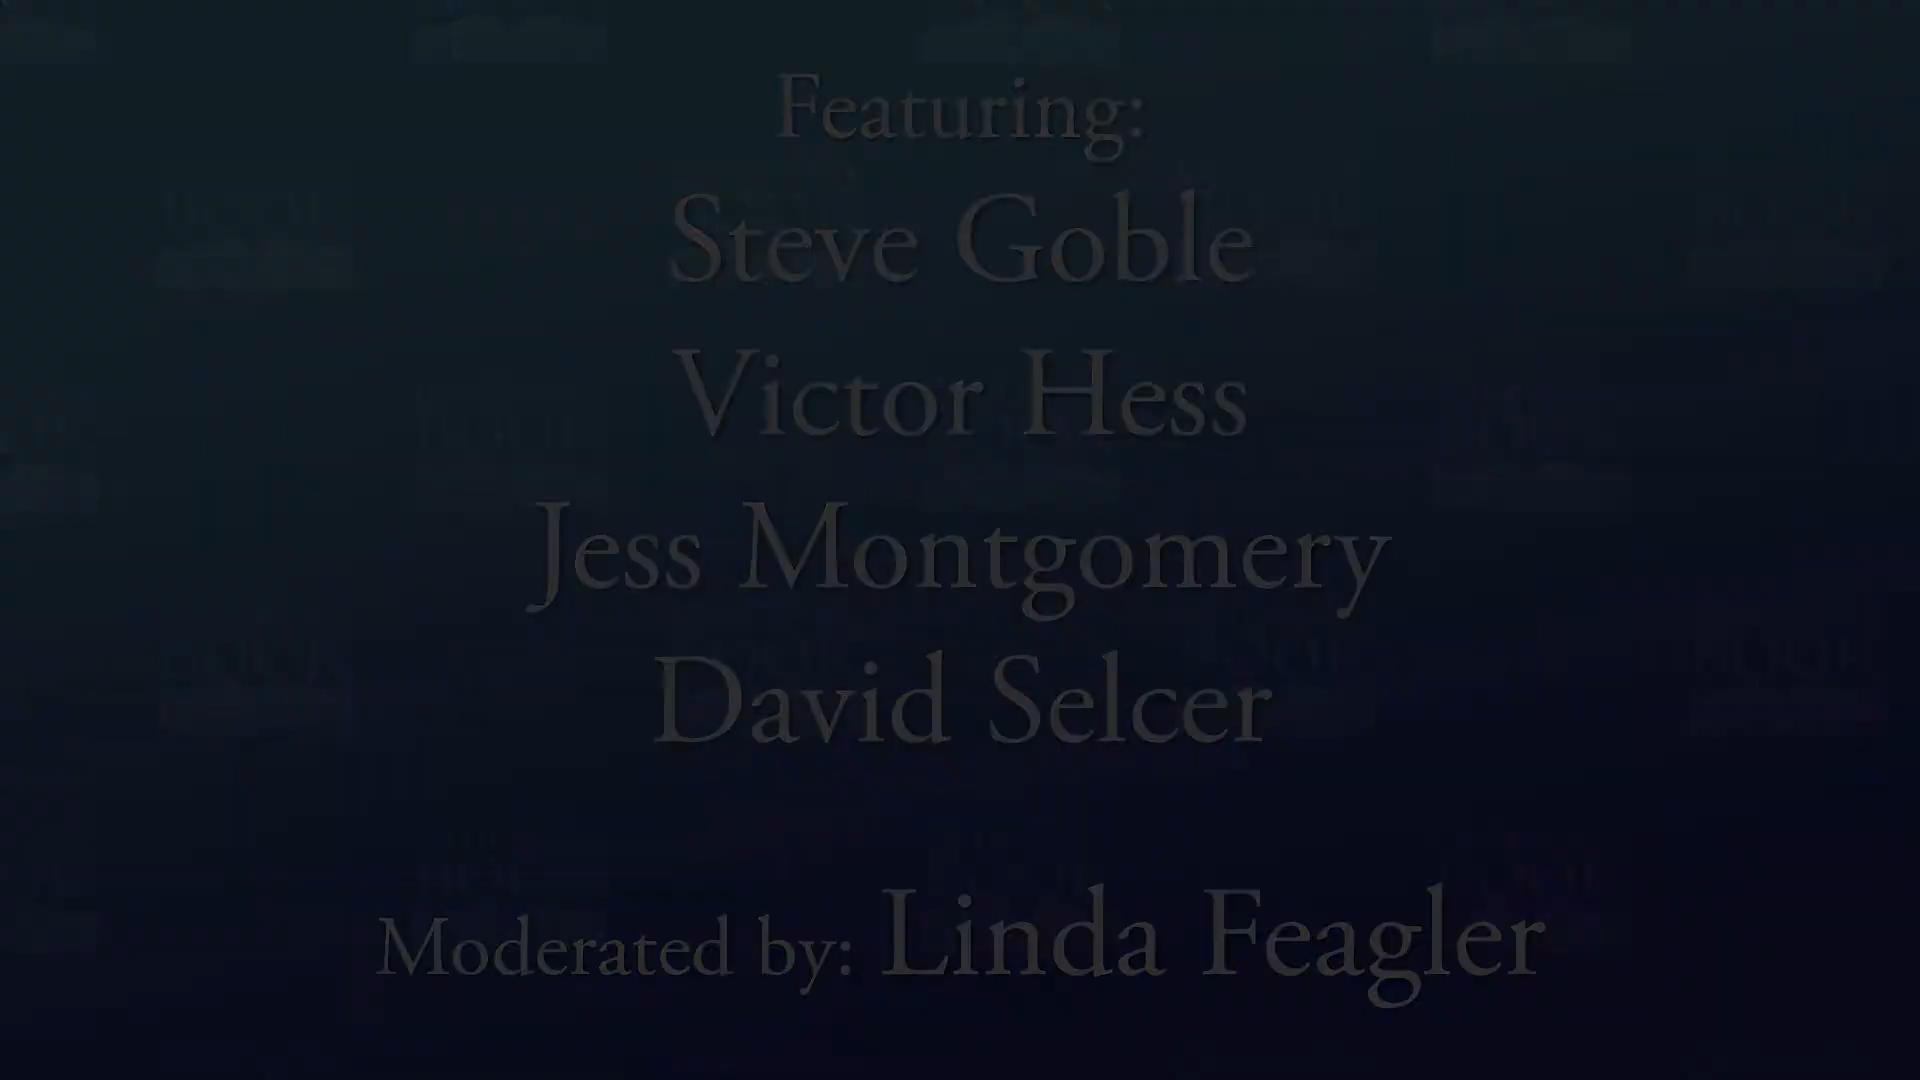 Featuring:
Steve Goble
Victor Hess
Jess Montgomery
David Selcer
Moderated by: Linda Feagler